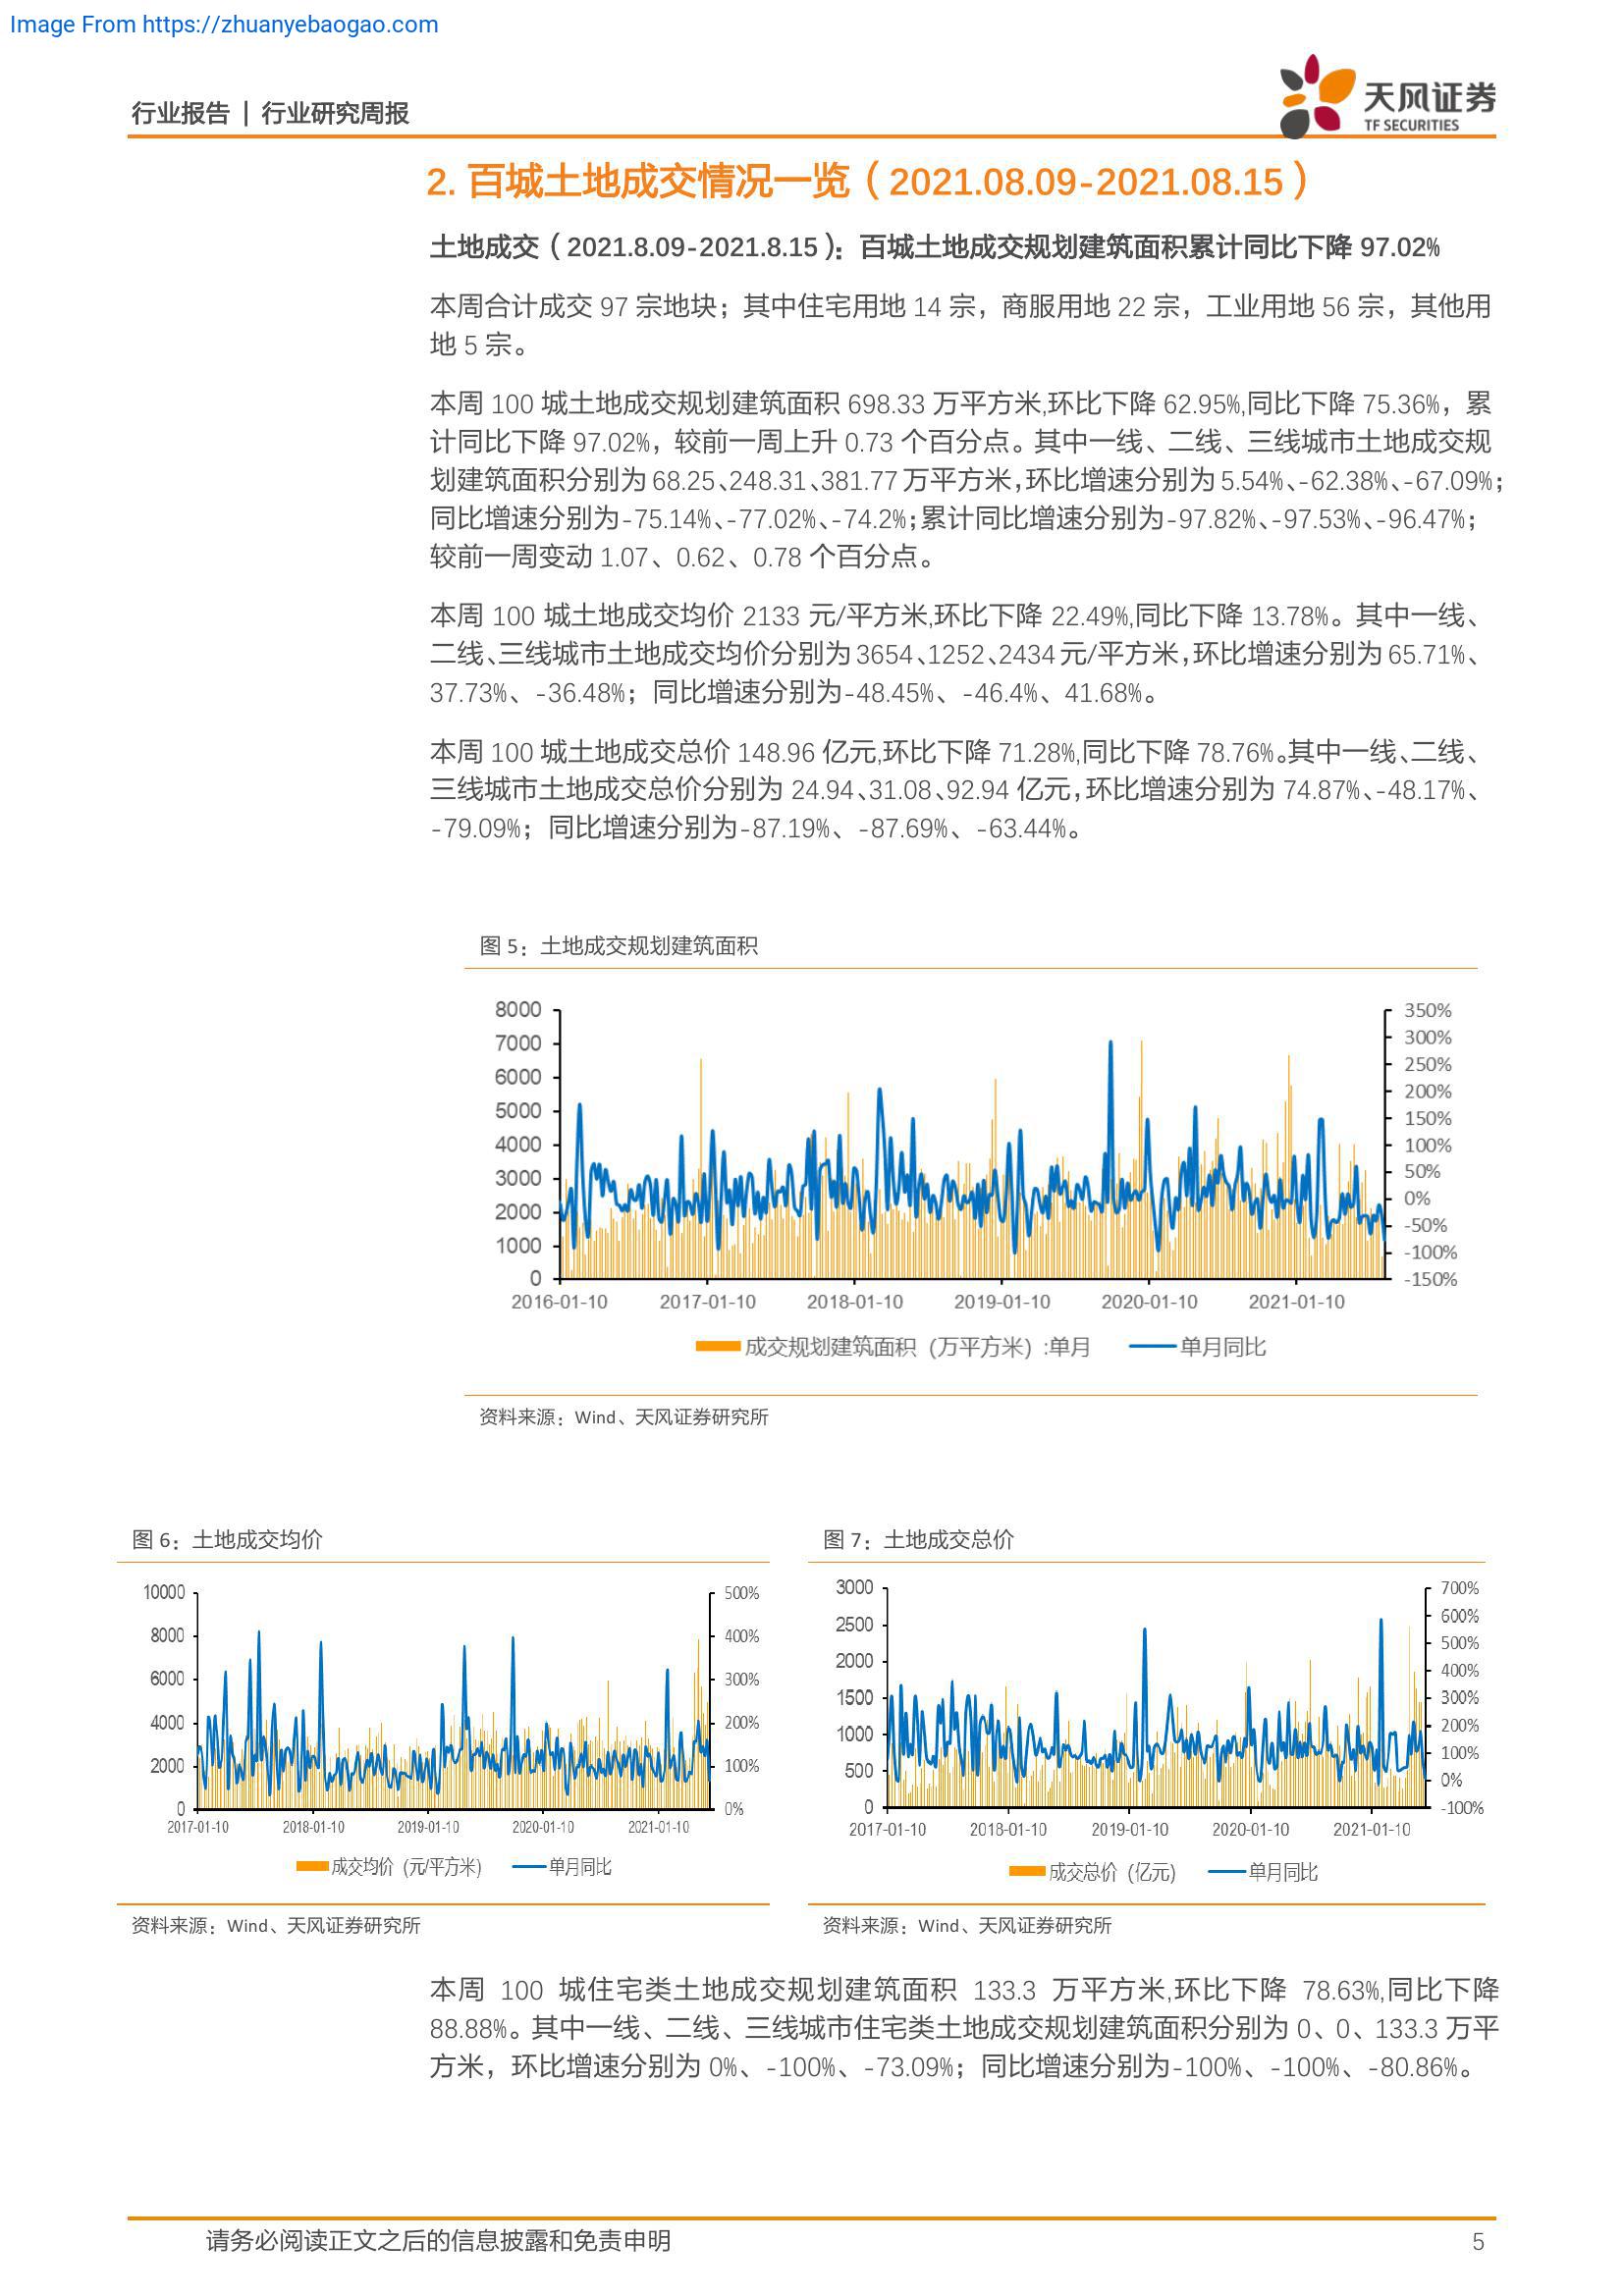 Image From https://zhuanyebaogao.com
行业报告 | 行业研究周报
天风证券
TF SECURITIES
2. 百城土地成交情况一览（2021.08.09-2021.08.15）
土地成交（2021.8.09-2021.8.15）：百城土地成交规划建筑面积累计同比下降 97.02%
本周合计成交 97 宗地块；其中住宅用地 14 宗，商服用地 22 宗，工业用地 56 宗，其他用
地 5 宗。
本周 100 城土地成交规划建筑面积 698.33 万平方米,环比下降 62.95%,同比下降 75.36%，累
计同比下降 97.02%，较前一周上升 0.73 个百分点。其中一线、二线、三线城市土地成交规
划建筑面积分别为 68.25、248.31、381.77 万平方米，环比增速分别为 5.54%、-62.38%、-67.09%；
同比增速分别为-75.14%、-77.02%、-74.2%；累计同比增速分别为-97.82%、-97.53%、-96.47%；
较前一周变动 1.07、0.62、0.78 个百分点。
本周 100 城土地成交均价 2133 元/平方米,环比下降 22.49%,同比下降 13.78%。其中一线、
二线、三线城市土地成交均价分别为 3654、1252、2434 元/平方米，环比增速分别为 65.71%、
37.73%、-36.48%；同比增速分别为-48.45%、-46.4%、41.68%。
本周 100 城土地成交总价 148.96 亿元,环比下降 71.28%,同比下降 78.76%。其中一线、二线、
三线城市土地成交总价分别为 24.94、31.08、92.94 亿元，环比增速分别为 74.87%、-48.17%、
-79.09%；同比增速分别为-87.19%、-87.69%、-63.44%。
图 5：土地成交规划建筑面积
8000 350%
7000 300%
6000 250%
5000 200%
4000 150%
3000 100%
2000 50%
1000 0%
0 -50%
-100%
-150%
2016-01-10 2017-01-10 2018-01-10 2019-01-10 2020-01-10 2021-01-10
成交规划建筑面积（万平方米）:单月 单月同比
资料来源：Wind、天风证券研究所
图 6：土地成交均价
10000 500%
8000 400%
6000 300%
4000 200%
2000 100%
0 0%
2017-01-10 2018-01-10 2019-01-10 2020-01-10 2021-01-10
成交均价（元/平方米） 单月同比
资料来源：Wind、天风证券研究所
图 7：土地成交总价
3000 700%
2500 600%
2000 500%
1500 400%
1000 300%
500 200%
0 100%
0%
-100%
2017-01-10 2018-01-10 2019-01-10 2020-01-10 2021-01-10
成交总价（亿元） 单月同比
资料来源：Wind、天风证券研究所
本周 100 城住宅类土地成交规划建筑面积 133.3 万平方米,环比下降 78.63%,同比下降
88.88%。其中一线、二线、三线城市住宅类土地成交规划建筑面积分别为 0、0、133.3 万平
方米，环比增速分别为 0%、-100%、-73.09%；同比增速分别为-100%、-100%、-80.86%。
请务必阅读正文之后的信息披露和免责申明 5